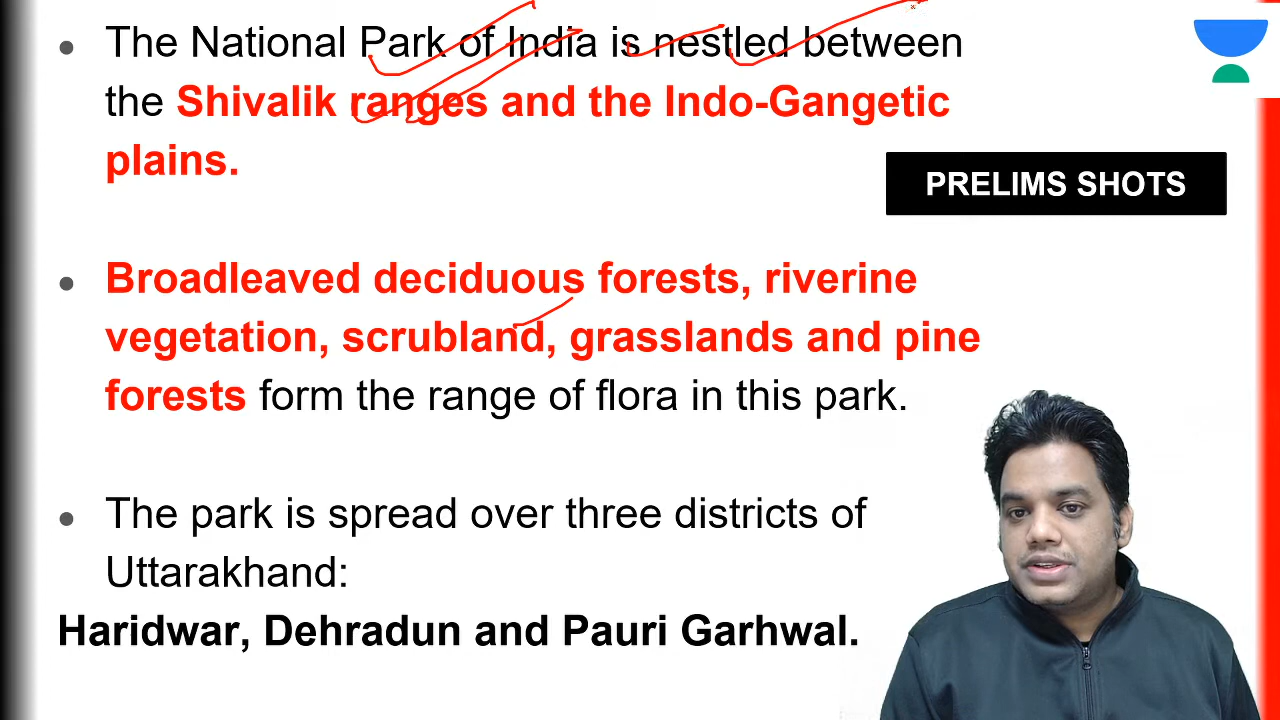 The National Park of India is nestled between
the Shivalik ranges and the Indo-Gangetic
plains.
PRELIMS SHOTS
Broadleaved deciduous forests, riverine
vegetation, scrubland, grasslands and pine
forests form the range of flora in this park.
The park is spread over three districts of
Uttarakhand:
Haridwar, Dehradun and Pauri Garhwal.